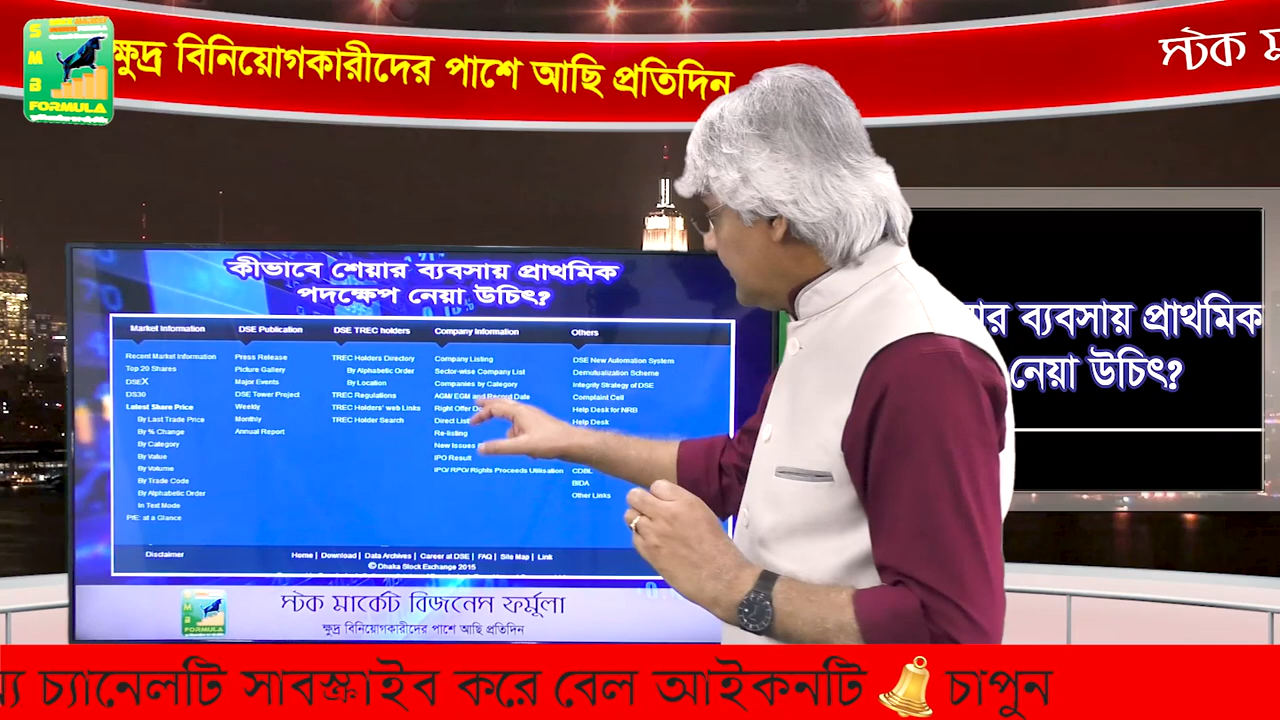 ক্ষুদ্র বিনিয়োগকারীদের পাশে আছি প্রতিদিন
স্টক
S
M
B
FORMULA
কীভাবে শেয়ার ব্যবসায় প্রাথমিক
পদক্ষেপ নেয়া উচিৎ?
Market Information
Recent Market Information
Top 20 Shares
DSEX
DS30
Latest Share Price
By Last Trade Price
By % Change
By Category
By Value
By Volume
By Trade Code
By Alphabetic Order
In Text Mode
P/E: at a Glance
DSE Publication
Press Release
Picture Gallery
Major Events
DSE Tower Project
Weekly
Monthly
Annual Report
DSE TREC holders
TREC Holders Directory
By Alphabetic Order
By Location
TREC Regulations
TREC Holders' web Links
TREC Holder Search
Company Information
Company Listing
Sector-wise Company List
Companies by Category
AGM/ EGM and Record Date
Right Offer
Direct
Re-listing
New Issues
IPO Result
IPO/ RPO/ Rights Proceeds Utilisation
Others
DSE New Automation System
Demutualization Scheme
Integrity Strategy of DSE
Complaint Cell
Help Desk for NRB
Help Desk
CDBL
BIDA
Other Links
Disclaimer
Home | Download | Data Archives | Career at DSE | FAQ | Site Map | Link
© Dhaka Stock Exchange 2015
স্টক মার্কেট বিজনেস ফর্মুলা
ক্ষুদ্র বিনিয়োগকারীদের পাশে আছি প্রতিদিন
FORMULA
ব্যবসায় প্রাথমিক
নেয়া উচিৎ?
চ্যানেলটি সাবস্ক্রাইব করে বেল আইকনটি চাপুন